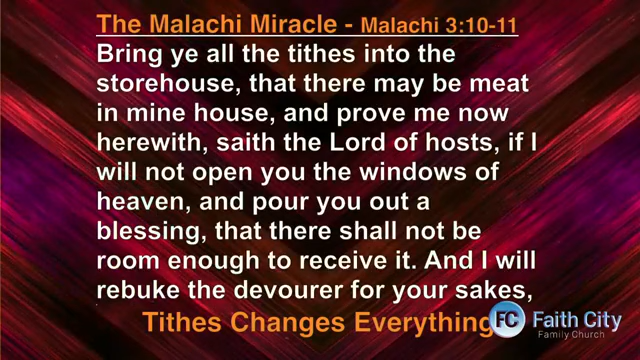 The Malachi Miracle - Malachi 3:10-11
Bring ye all the tithes into the
storehouse, that there may be meat
in mine house, and prove me now
herewith, saith the Lord of hosts, if I
will not open you the windows of
heaven, and pour you out a
blessing, that there shall not be
room enough to receive it. And I will
rebuke the devourer for your sakes,
Tithes Changes Everything
FC Faith City
Family Church